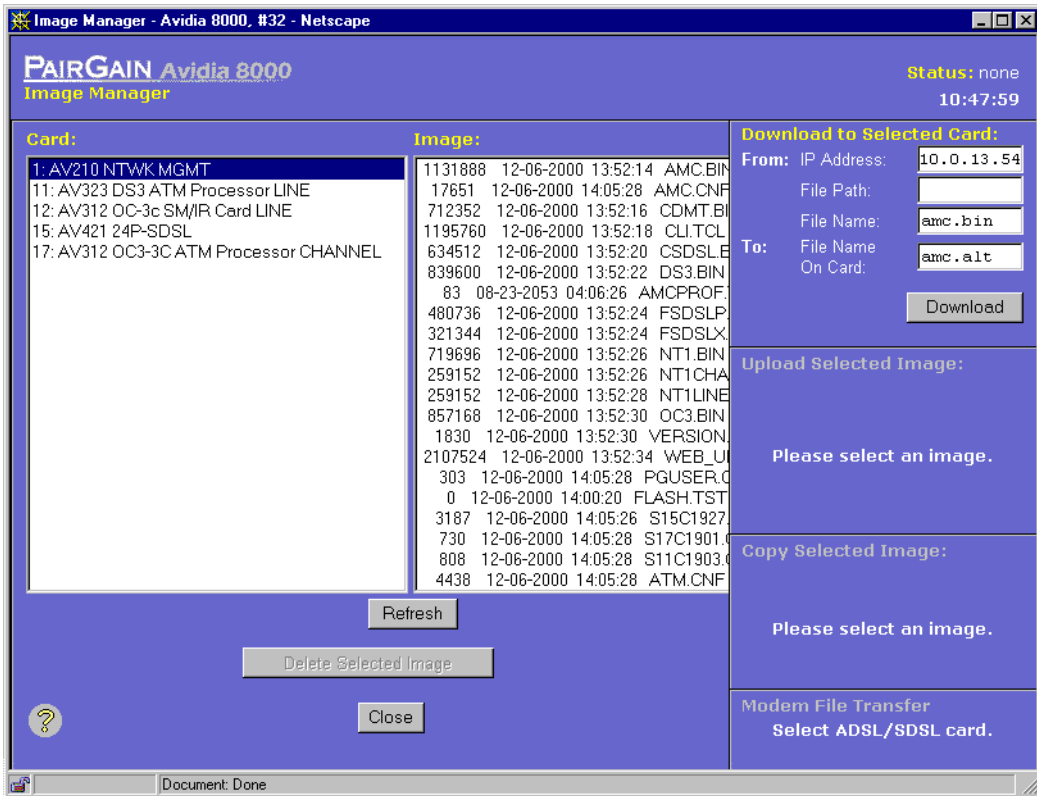 Image Manager - Avidia 8000, #32 - Netscape
PAIRGAIN Avidia 8000
Image Manager
Status: none
10:47:59
Card:
1: AV210 NTWK MGMT
11: AV323 DS3 ATM Processor LINE
12: AV312 OC-3c SM/IR Card LINE
15: AV421 24P-SDSL
17: AV312 OC3-3C ATM Processor CHANNEL
Image:
1131888 12-06-2000 13:52:14 AMC.BIN
17651 12-06-2000 14:05:28 AMC.CNF
712352 12-06-2000 13:52:16 CDMT.BI
1195760 12-06-2000 13:52:18 CLI.TCL
634512 12-06-2000 13:52:20 CSDSL.B
839600 12-06-2000 13:52:22 DS3.BIN
83 08-23-2053 04:06:26 AMCPROF.
480736 12-06-2000 13:52:24 FSDSLP.
321344 12-06-2000 13:52:24 FSDSLX.
719696 12-06-2000 13:52:26 NT1.BIN
259152 12-06-2000 13:52:26 NT1CHA
259152 12-06-2000 13:52:28 NT1LINE
857168 12-06-2000 13:52:30 OC3.BIN
1830 12-06-2000 13:52:30 VERSION.
2107524 12-06-2000 13:52:34 WEB_UI
303 12-06-2000 14:05:28 PGUSER.C
0 12-06-2000 14:00:20 FLASH.TST
3187 12-06-2000 14:05:26 S15C1927.
730 12-06-2000 14:05:28 S17C1901.C
808 12-06-2000 14:05:28 S11C1903.C
4438 12-06-2000 14:05:28 ATM.CNF
Refresh
Delete Selected Image
Close
Download to Selected Card:
From: IP Address: 10.0.13.54
File Path:
File Name: amc.bin
To: File Name
On Card: amc.alt
Download
Upload Selected Image:
Please select an image.
Copy Selected Image:
Please select an image.
Modem File Transfer
Select ADSL/SDSL card.
Document: Done